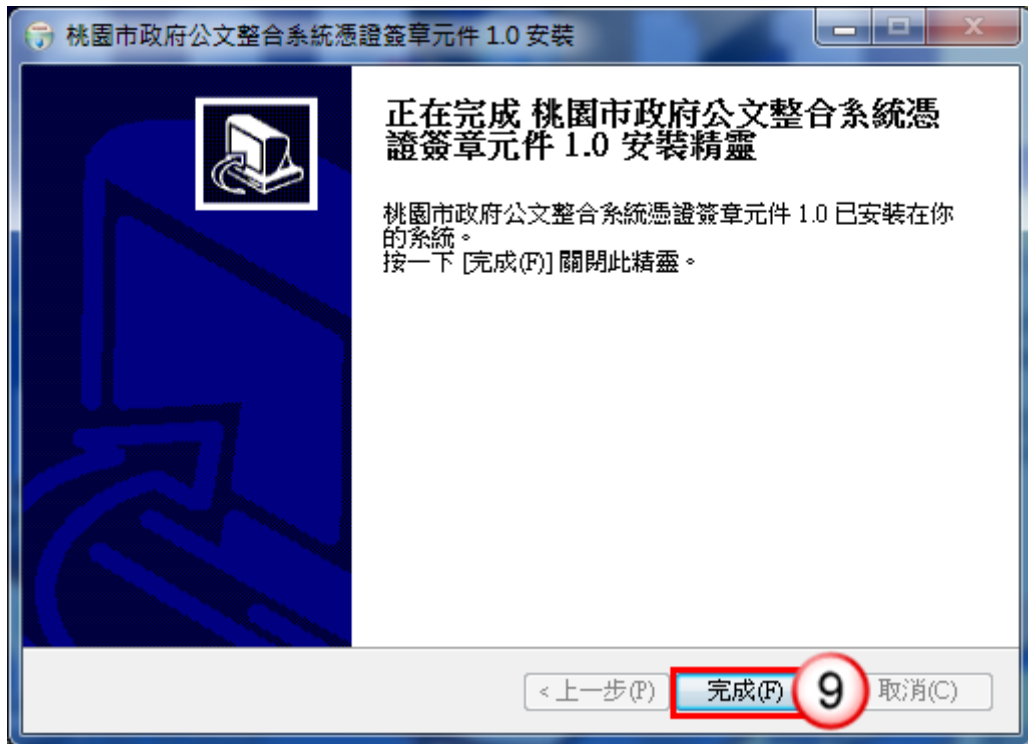 桃園市政府公文整合系統憑證簽章元件 1.0 安裝
正在完成 桃園市政府公文整合系統憑
證簽章元件 1.0 安裝精靈
桃園市政府公文整合系統憑證簽章元件 1.0 已安裝在你
的系統。
按一下 [完成(F)] 關閉此精靈。
< 上一步(P) 完成(F) 9 取消(C)